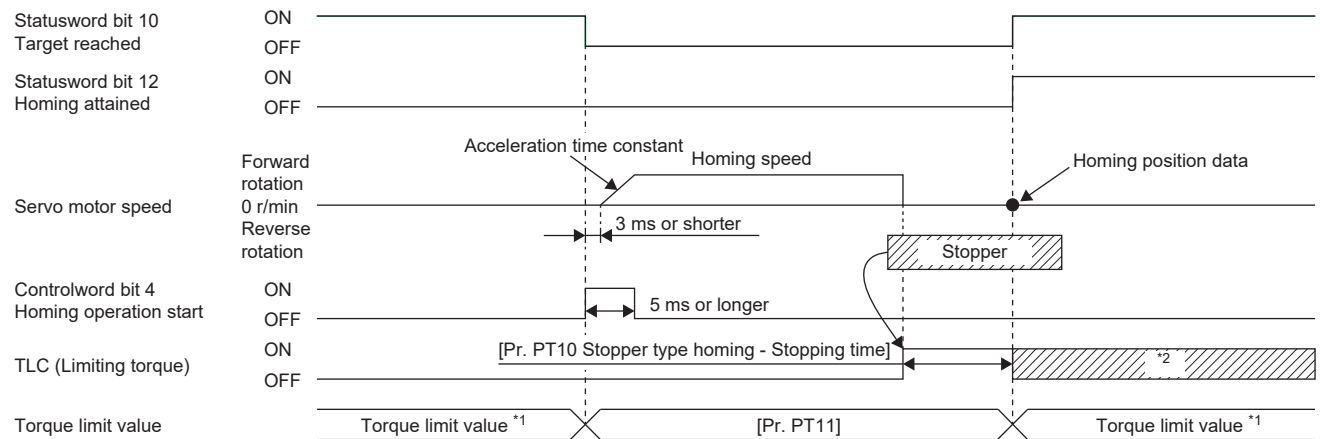 Statusword bit 10
Target reached
ON
OFF
Statusword bit 12
Homing attained
ON
OFF
Acceleration time constant
Homing speed
Homing position data
Servo motor speed
Forward
rotation
0 r/min
Reverse
rotation
3 ms or shorter
Stopper
Controlword bit 4
Homing operation start
ON
OFF
5 ms or longer
TLC (Limiting torque)
ON
OFF
[Pr. PT10 Stopper type homing - Stopping time]
*2
Torque limit value
Torque limit value *1
[Pr. PT11]
Torque limit value *1